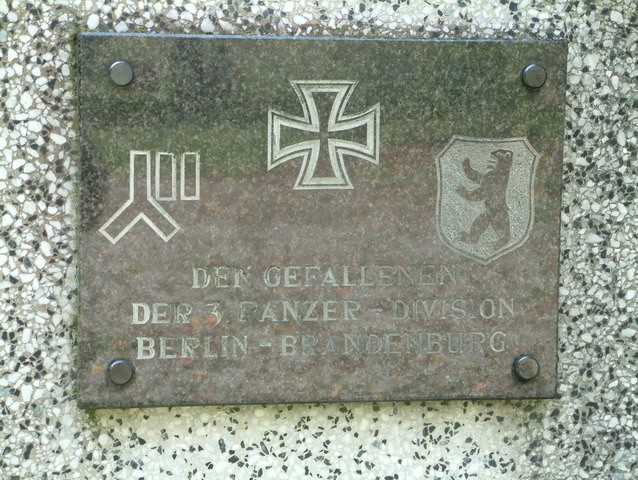 DEN GEFALLENEN
DER 3. PANZER-DIVISION
BERLIN-BRANDENBURG